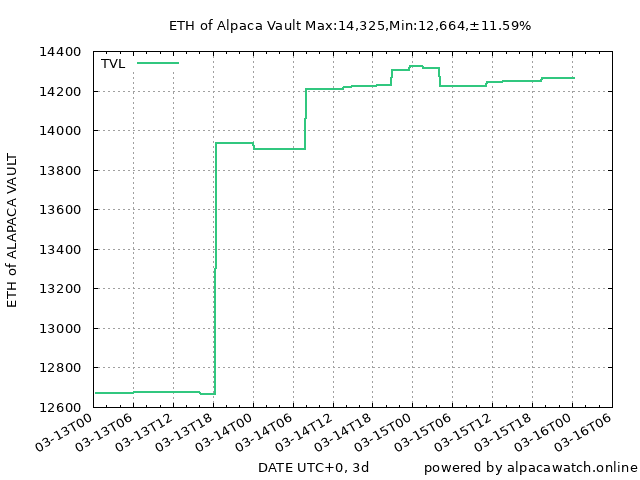 ETH of Alpaca Vault Max:14,325,Min:12,664,±11.59%
TVL
14400
14200
14000
13800
13600
13400
13200
13000
12800
12600
ETH of ALAPACA VAULT
03-13T00
03-13T06
03-13T12
03-13T18
03-14T00
03-14T06
03-14T12
03-14T18
03-15T00
03-15T06
03-15T12
03-15T18
03-16T00
03-16T06
DATE UTC+0, 3d
powered by alpacawatch.online